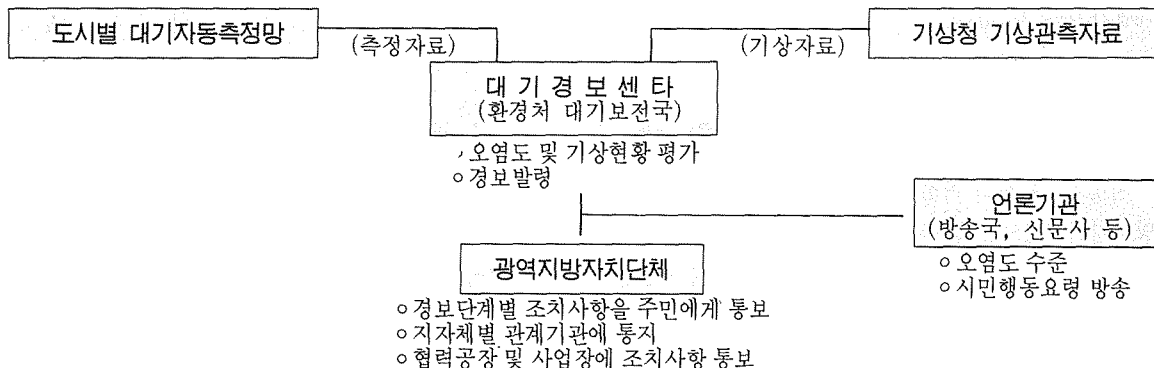 도시별 대기자동측정망
(측정자료)
(기상자료)
기상청 기상관측자료
대 기 경 보 센 타
(환경처 대기보전국)
오염도 및 기상현황 평가
○ 경보발령
언론기관
(방송국, 신문사 등)
○ 오염도 수준
○ 시민행동요령 방송
광역지방자치단체
○ 경보단계별 조치사항을 주민에게 통보
○ 지자체별 관계기관에 통지
○ 협력공장 및 사업장에 조치사항 통보